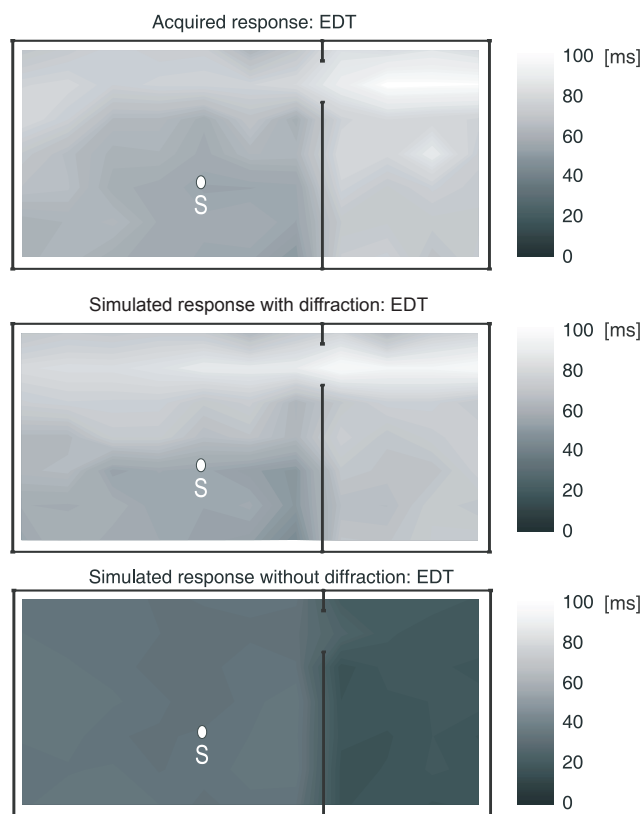 Acquired response: EDT
100 [ms]
80
60
40
20
0
S
Simulated response with diffraction: EDT
100 [ms]
80
60
40
20
0
S
Simulated response without diffraction: EDT
100 [ms]
80
60
40
20
0
S